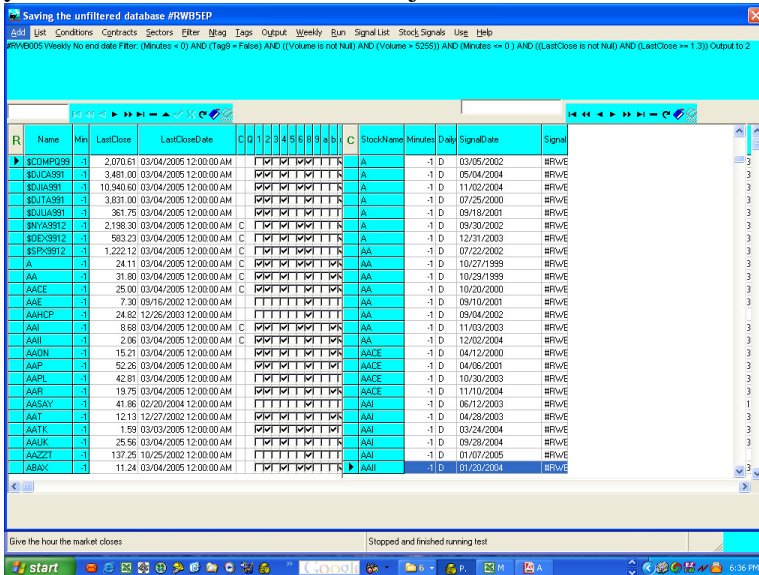 Saving the unfiltered database #RWB5EP
Add List Conditions Contracts Sectors Filter Ntag Tags Output Weekly Run Signal List Stock Signals Use Help
#RWB005 Weekly No end date Filter: (Minutes < 0) AND (Tag9 = False) AND ((Volume is not Null) AND (Volume > 5255)) AND (Minutes <= 0 ) AND ((LastClose is not Null) AND (LastClose >= 1.3)) Output to 2
R Name Min LastClose LastCloseDate C Q 1 2 3 4 5 6 8 9 a b c C StockName Minutes Daily SignalDate Signal
$COMPQ99 -1 2,070.61 03/04/2005 12:00:00 AM A -1 D 03/05/2002 #RWE 3
$DJCA991 -1 3,481.00 03/04/2005 12:00:00 AM A -1 D 05/04/2004 #RWE 3
$DJIA991 -1 10,940.60 03/04/2005 12:00:00 AM A -1 D 11/02/2004 #RWE 3
$DJTA991 -1 3,831.00 03/04/2005 12:00:00 AM A -1 D 07/25/2000 #RWE 3
$DJUA991 -1 361.75 03/04/2005 12:00:00 AM A -1 D 09/18/2001 #RWE 3
$NYA9912 -1 2,198.30 03/04/2005 12:00:00 AM C A -1 D 09/30/2002 #RWE 3
$OEX9912 -1 583.23 03/04/2005 12:00:00 AM C A -1 D 12/31/2003 #RWE 3
$SPX9912 -1 1,222.12 03/04/2005 12:00:00 AM C AA -1 D 07/22/2002 #RWE 3
A -1 24.11 03/04/2005 12:00:00 AM C AA -1 D 10/27/1999 #RWE 3
AA -1 31.80 03/04/2005 12:00:00 AM C AA -1 D 10/29/1999 #RWE 3
AACE -1 25.00 03/04/2005 12:00:00 AM C AA -1 D 10/20/2000 #RWE 3
AAE -1 7.30 09/16/2002 12:00:00 AM AA -1 D 09/10/2001 #RWE 3
AAHCP -1 24.82 12/26/2003 12:00:00 AM AA -1 D 09/04/2002 #RWE
AAI -1 8.68 03/04/2005 12:00:00 AM C AA -1 D 11/03/2003 #RWE 3
AAII -1 2.06 03/04/2005 12:00:00 AM C AA -1 D 12/02/2004 #RWE 3
AAON -1 15.21 03/04/2005 12:00:00 AM AACE -1 D 04/12/2000 #RWE 3
AAP -1 52.26 03/04/2005 12:00:00 AM AACE -1 D 04/06/2001 #RWE 3
AAPL -1 42.81 03/04/2005 12:00:00 AM AACE -1 D 10/30/2003 #RWE 3
AAR -1 19.75 03/04/2005 12:00:00 AM AACE -1 D 11/10/2004 #RWE 3
AASAY -1 41.86 02/20/2004 12:00:00 AM AAI -1 D 06/12/2003 #RWE 1
AAT -1 12.13 12/27/2002 12:00:00 AM AAI -1 D 04/28/2003 #RWE 3
AATK -1 1.59 03/03/2005 12:00:00 AM AAI -1 D 03/24/2004 #RWE 3
AAUK -1 25.56 03/04/2005 12:00:00 AM AAI -1 D 09/28/2004 #RWE 3
AAZZT -1 137.25 10/25/2002 12:00:00 AM AAI -1 D 01/07/2005 #RWE 3
ABAX -1 11.24 03/04/2005 12:00:00 AM AAII -1 D 01/20/2004 #RWE 3
Give the hour the market closes Stopped and finished running test
start Google 6 P. M A 6:36 PM